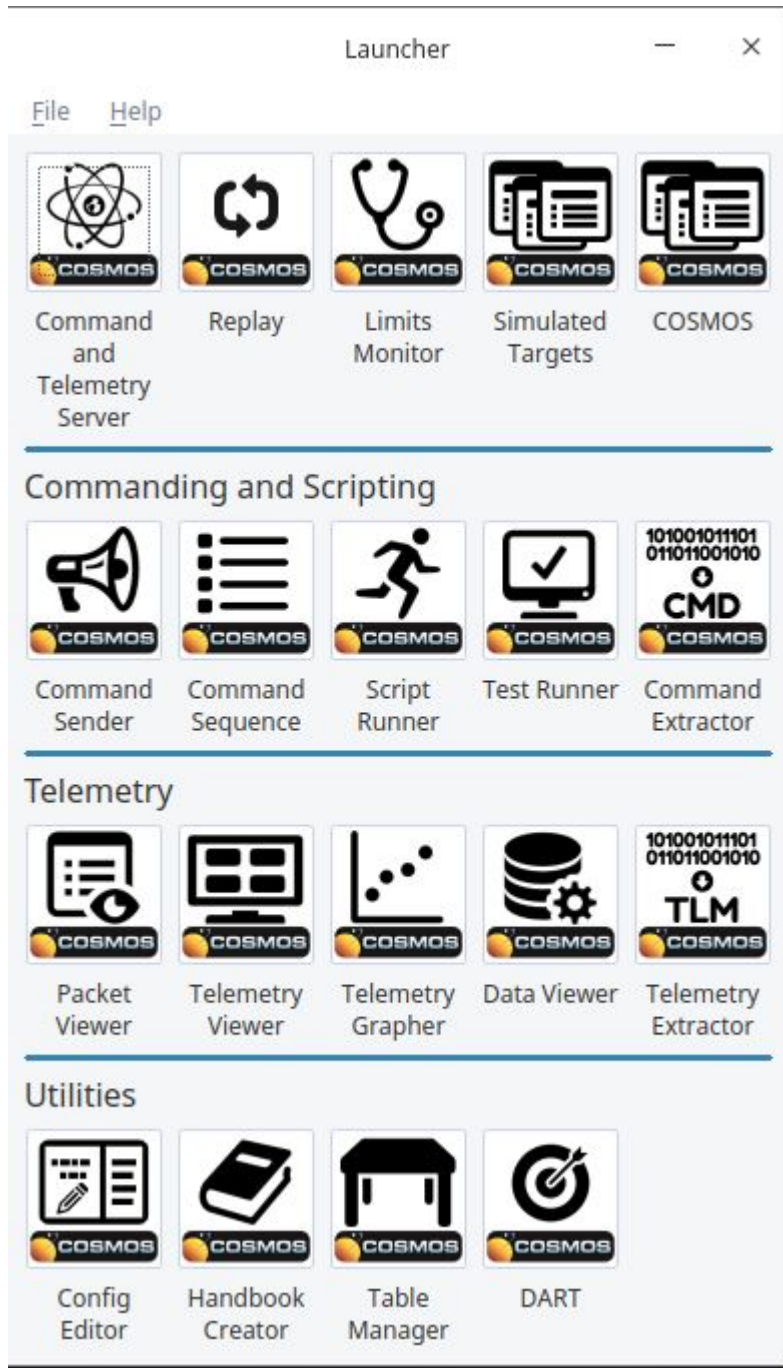 Launcher
File Help
COSMOS COSMOS COSMOS COSMOS COSMOS
Command and Telemetry Server
Replay
Limits Monitor
Simulated Targets
COSMOS
Commanding and Scripting
101001011101
011011001010
CMD
COSMOS COSMOS COSMOS COSMOS COSMOS
Command Sender
Command Sequence
Script Runner
Test Runner
Command Extractor
Telemetry
101001011101
011011001010
TLM
COSMOS COSMOS COSMOS COSMOS COSMOS
Packet Viewer
Telemetry Viewer
Telemetry Grapher
Data Viewer
Telemetry Extractor
Utilities
COSMOS COSMOS COSMOS COSMOS
Config Editor
Handbook Creator
Table Manager
DART